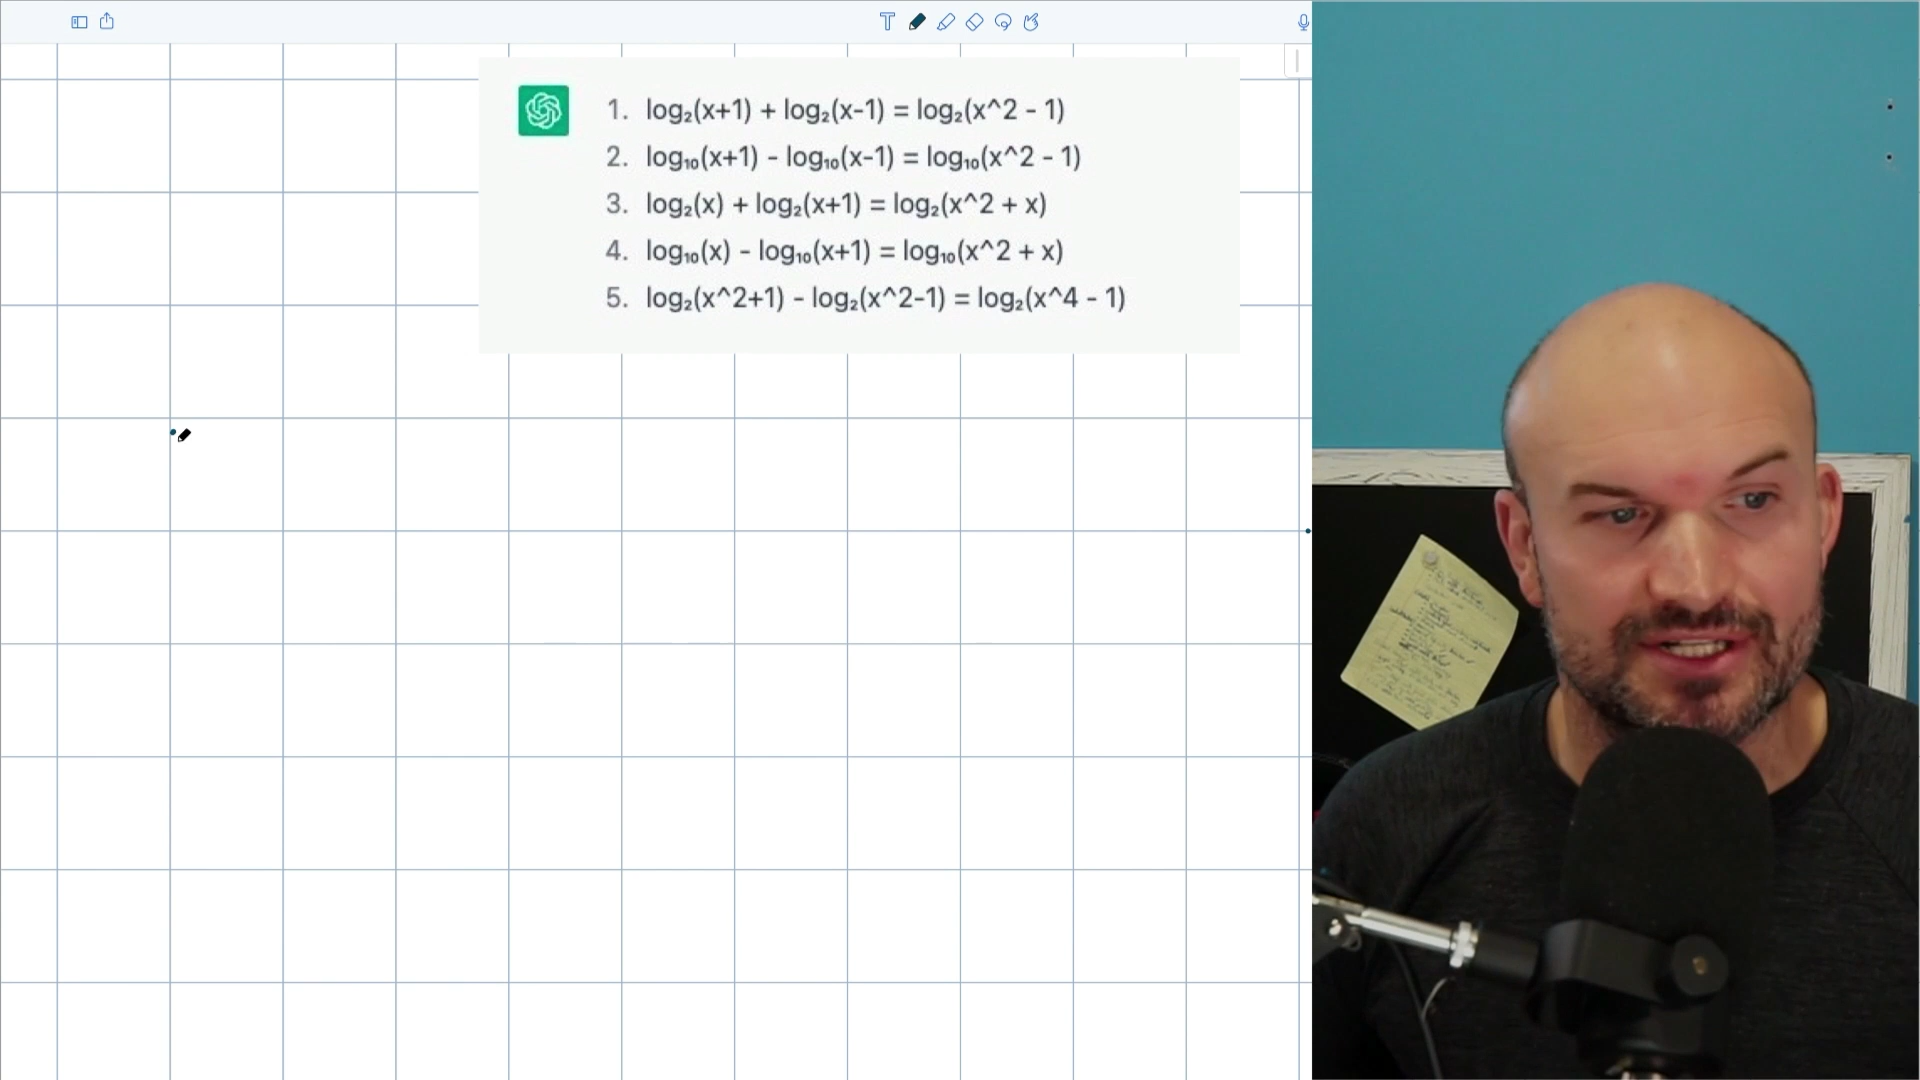 1. log₂(x+1) + log₂(x-1) = log₂(x^2 - 1)
2. log₁₀(x+1) - log₁₀(x-1) = log₁₀(x^2 - 1)
3. log₂(x) + log₂(x+1) = log₂(x^2 + x)
4. log₁₀(x) - log₁₀(x+1) = log₁₀(x^2 + x)
5. log₂(x^2+1) - log₂(x^2-1) = log₂(x^4 - 1)